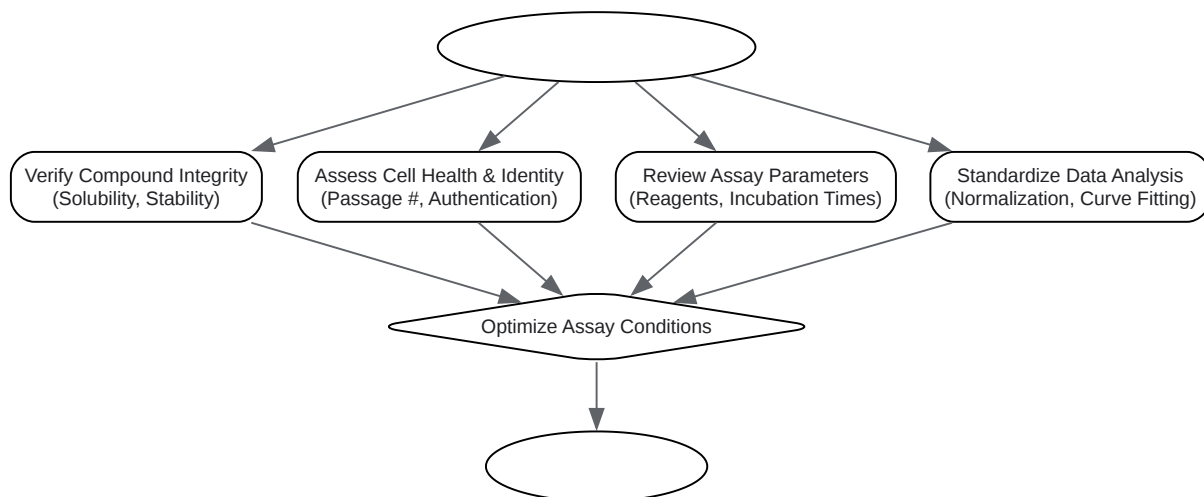 Verify Compound Integrity
(Solubility, Stability)
Assess Cell Health & Identity
(Passage #, Authentication)
Review Assay Parameters
(Reagents, Incubation Times)
Standardize Data Analysis
(Normalization, Curve Fitting)
Optimize Assay Conditions